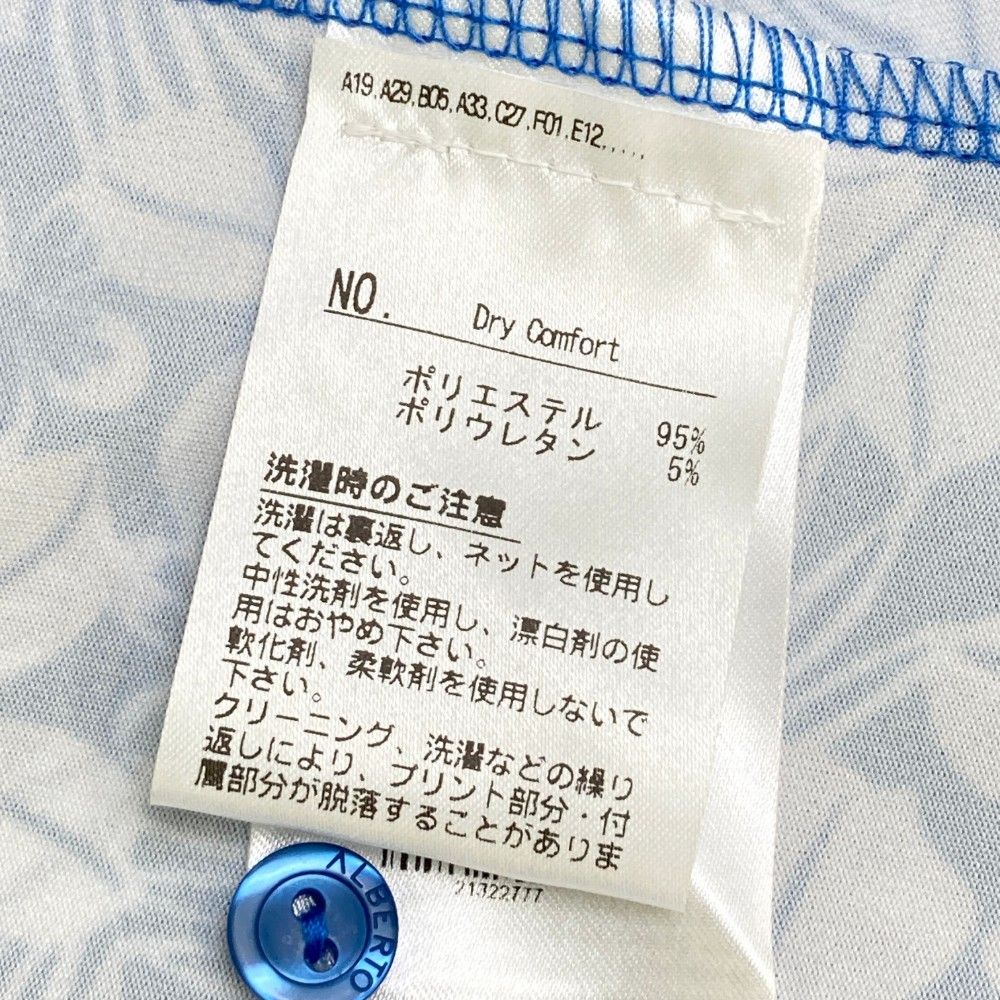 A19,A29,B05,A33,C27,F01,E12,,,,,
NO. Dry Comfort
ポリエステル 95%
ポリウレタン 5%
洗濯時のご注意
洗濯は裏返し、ネットを使用し
てください。
中性洗剤を使用し、漂白剤の使
用はおやめ下さい。
軟化剤、柔軟剤を使用しないで
下さい。
クリーニング、洗濯などの繰り
返しにより、プリント部分・付
属部分が脱落することがありま
21322777
ALBERTO